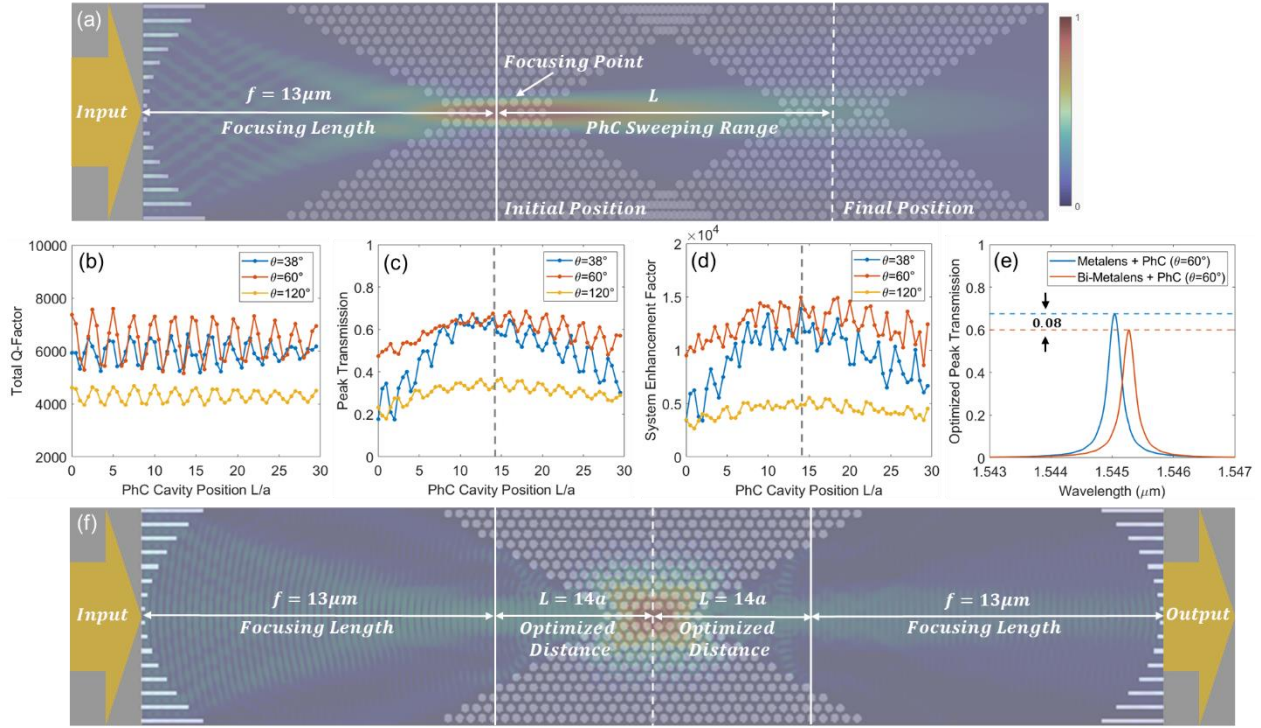 (a)
1
0
Focusing Point
f = 13μm
L
Input
Focusing Length
PhC Sweeping Range
Initial Position
Final Position
(b)
10000
8000
6000
4000
2000
Total Q-Factor
θ=38°
θ=60°
θ=120°
0 5 10 15 20 25 30
PhC Cavity Position L/a
(c)
1
0.8
0.6
0.4
0.2
0
Peak Transmission
θ=38°
θ=60°
θ=120°
0 5 10 15 20 25 30
PhC Cavity Position L/a
(d)
2 ×10⁴
1.5
1.0
0.5
0
System Enhancement Factor
θ=38°
θ=60°
θ=120°
0 5 10 15 20 25 30
PhC Cavity Position L/a
(e)
1
0.8
0.6
0.4
0.2
0
Optimized Peak Transmission
Metalens + PhC (θ=60°)
Bi-Metalens + PhC (θ=60°)
0.08
1.543 1.544 1.545 1.546 1.547
Wavelength (μm)
(f)
f = 13μm
L = 14a
L = 14a
f = 13μm
Input
Focusing Length
Optimized
Distance
Optimized
Distance
Focusing Length
Output